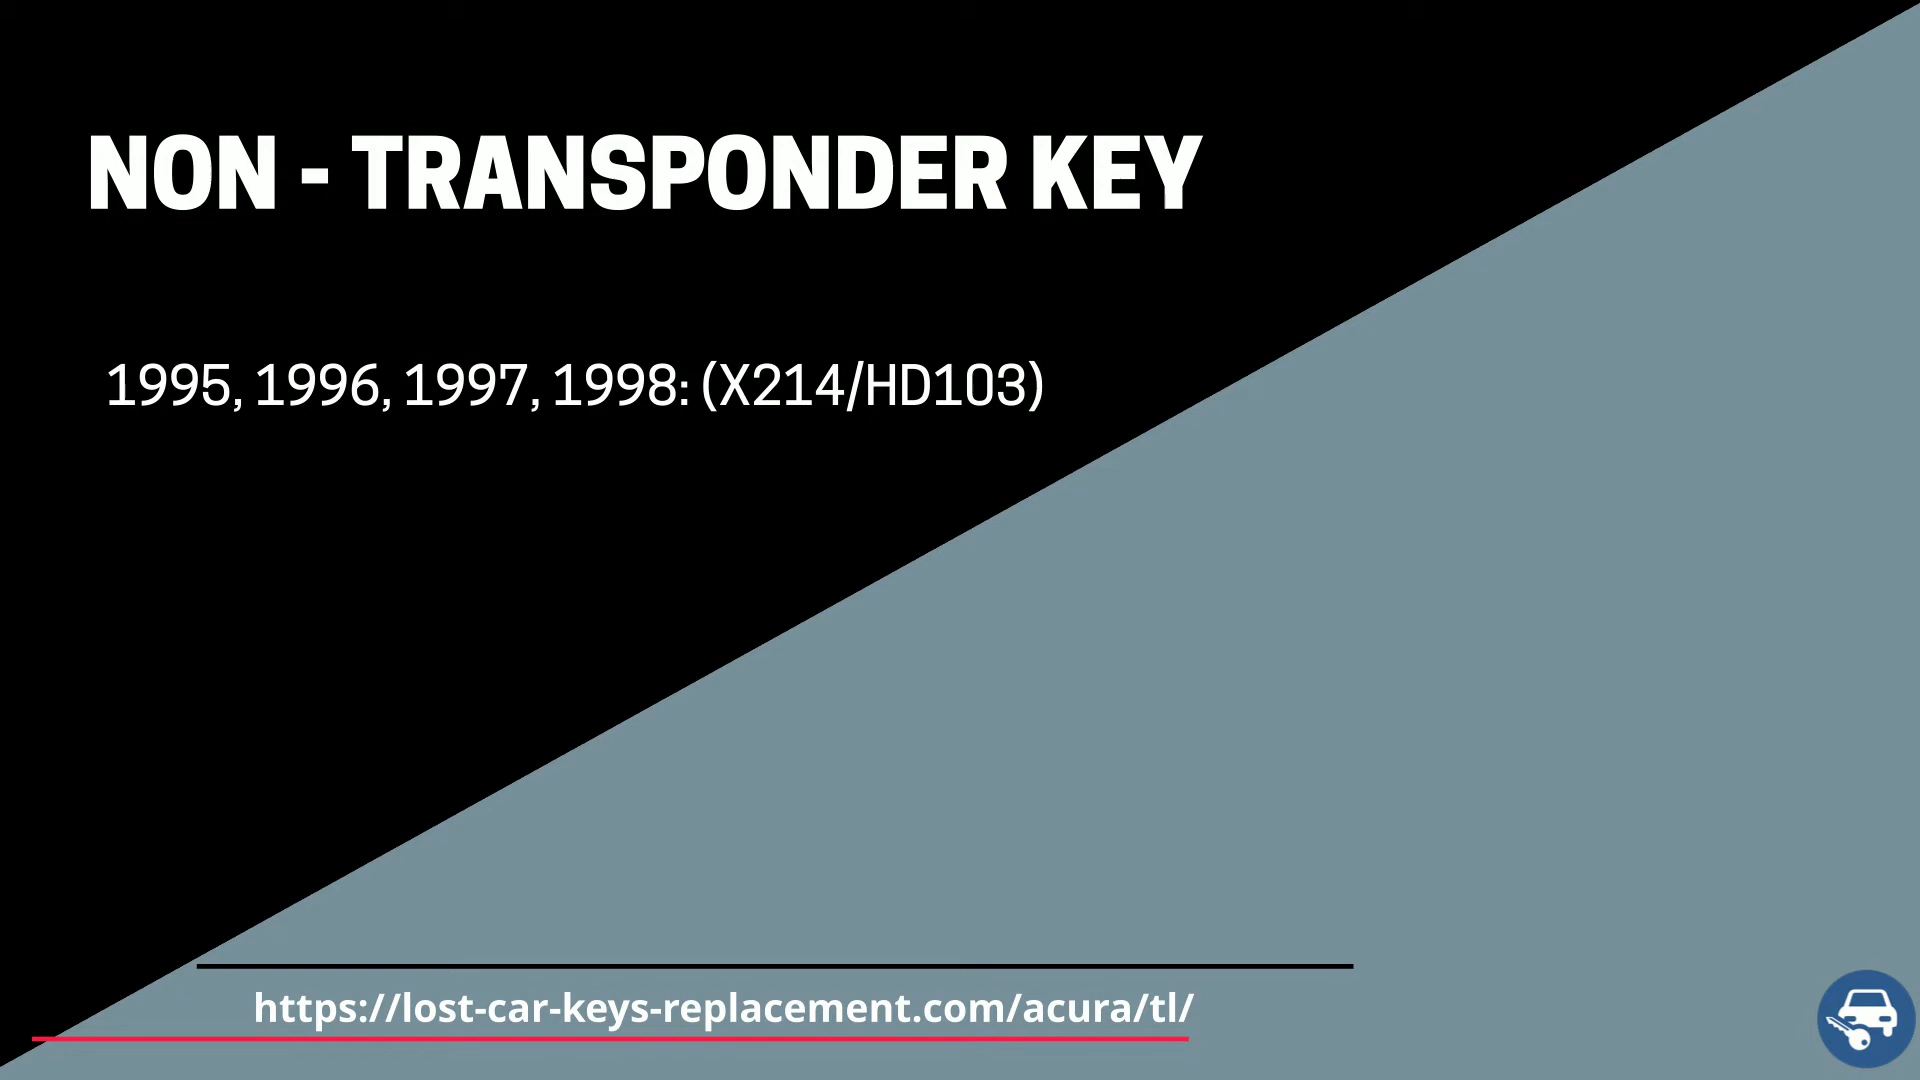 NON - TRANSPONDER KEY
1995, 1996, 1997, 1998: (X214/HD103)
https://lost-car-keys-replacement.com/acura/tl/